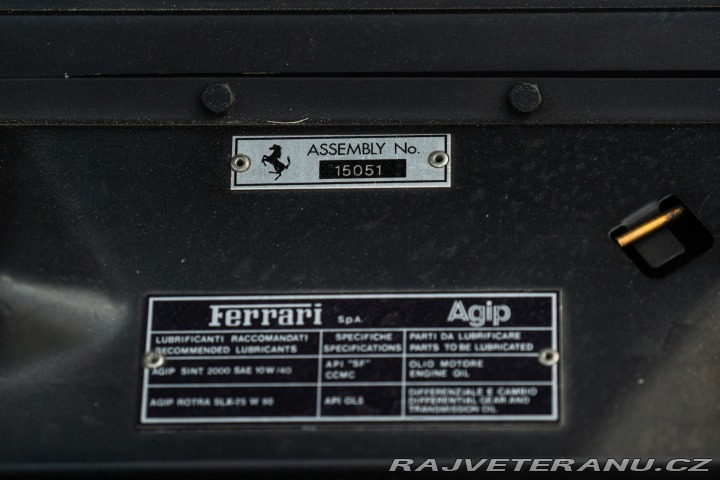 ASSEMBLY No.
15051
Ferrari S.p.A. Agip
LUBRIFICANTI RACCOMANDATI SPECIFICHE PARTI DA LUBRIFICARE
RECOMMENDED LUBRICANTS SPECIFICATIONS PARTS TO BE LUBRICATED
AGIP SINT 2000 SAE 10W/40 API "SF" OLIO MOTORE
CCMC ENGINE OIL
AGIP ROTRA SLX-75 W 90 API GL5 DIFFERENZIALE E CAMBIO
DIFFERENTIAL GEAR AND
TRANSMISSION OIL
RAJVETERANU.CZ